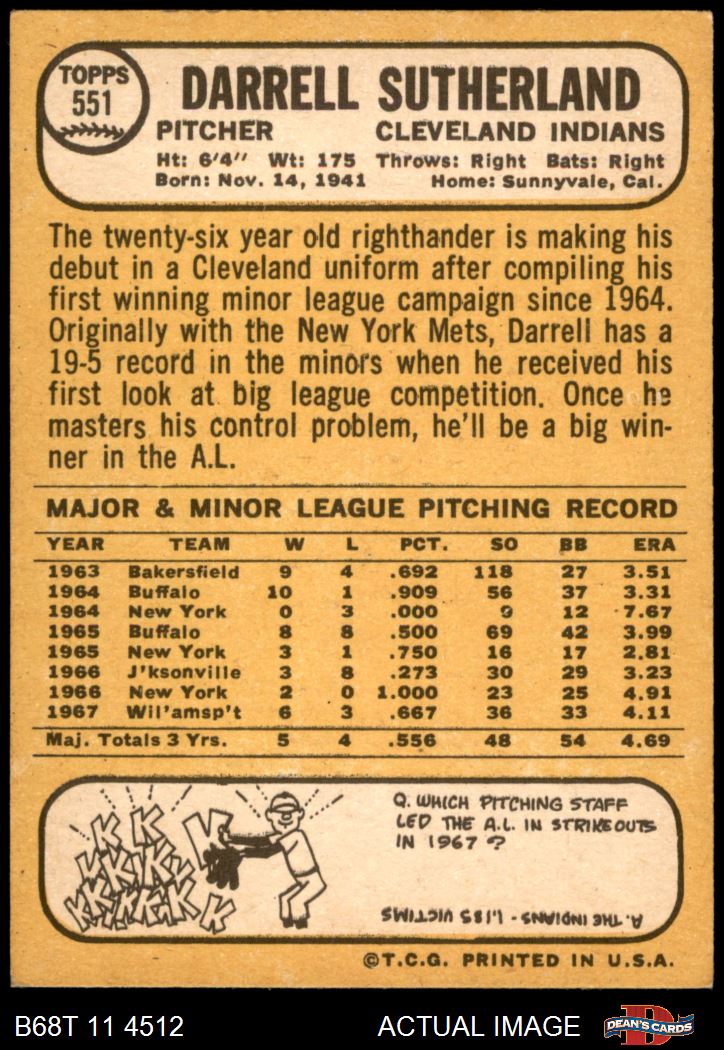 TOPPS
551
DARRELL SUTHERLAND
PITCHER CLEVELAND INDIANS
Ht: 6'4" Wt: 175 Throws: Right Bats: Right
Born: Nov. 14, 1941 Home: Sunnyvale, Cal.
The twenty-six year old righthander is making his
debut in a Cleveland uniform after compiling his
first winning minor league campaign since 1964.
Originally with the New York Mets, Darrell has a
19-5 record in the minors when he received his
first look at big league competition. Once he
masters his control problem, he'll be a big win-
ner in the A.L.
MAJOR & MINOR LEAGUE PITCHING RECORD
YEAR TEAM W L PCT. SO BB ERA
1963 Bakersfield 9 4 .692 118 27 3.51
1964 Buffalo 10 1 .909 56 37 3.31
1964 New York 0 3 .000 9 12 7.67
1965 Buffalo 8 8 .500 69 42 3.99
1965 New York 3 1 .750 16 17 2.81
1966 J'ksonville 3 8 .273 30 29 3.23
1966 New York 2 0 1.000 23 25 4.91
1967 Wil'amsp't 6 3 .667 36 33 4.11
Maj. Totals 3 Yrs. 5 4 .556 48 54 4.69
K K K K K K K K K K K K K K
Q. WHICH PITCHING STAFF
LED THE A.L. IN STRIKEOUTS
IN 1967?
A. THE INDIANS - 1,185 VICTIMS
©T.C.G. PRINTED IN U.S.A.
B68T 11 4512 ACTUAL IMAGE D DEAN'S CARDS